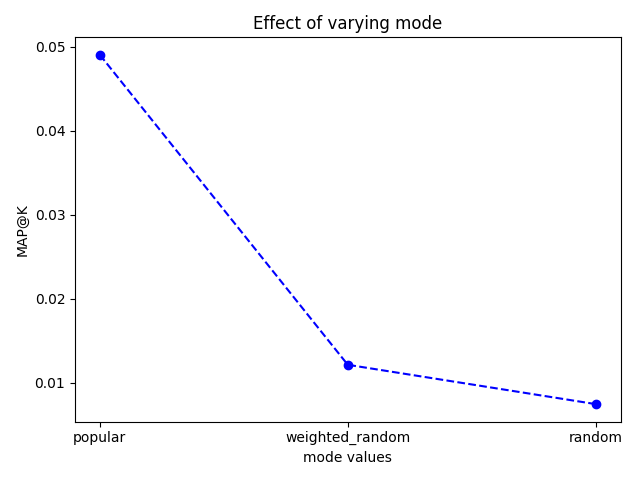 Effect of varying mode
0.05
0.04
0.03
0.02
0.01
MAP@K
popular
weighted_random
random
mode values